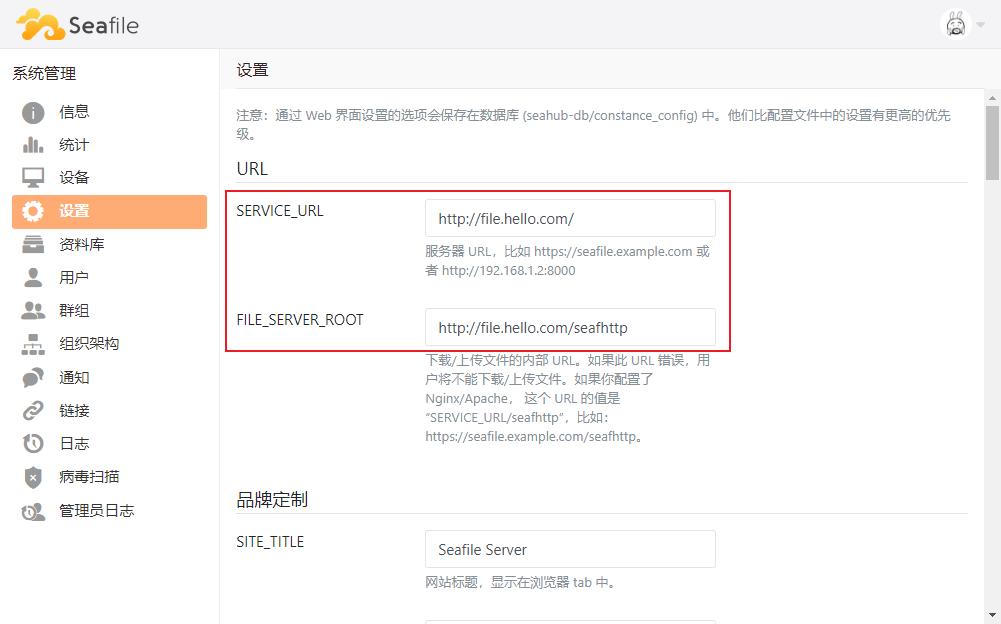 Seafile
系统管理
信息
统计
设备
设置
资料库
用户
群组
组织架构
通知
链接
日志
病毒扫描
管理员日志
设置
注意：通过 Web 界面设置的选项会保存在数据库 (seahub-db/constance_config) 中。他们比配置文件中的设置有更高的优先
级。
URL
SERVICE_URL
http://file.hello.com/
服务器 URL，比如 https://seafile.example.com 或
者 http://192.168.1.2:8000
FILE_SERVER_ROOT
http://file.hello.com/seafhttp
下载/上传文件的内部 URL。如果此 URL 错误，用
户将不能下载/上传文件。如果你配置了
Nginx/Apache， 这个 URL 的值是
“SERVICE_URL/seafhttp”，比如：
https://seafile.example.com/seafhttp。
品牌定制
SITE_TITLE
Seafile Server
网站标题，显示在浏览器 tab 中。